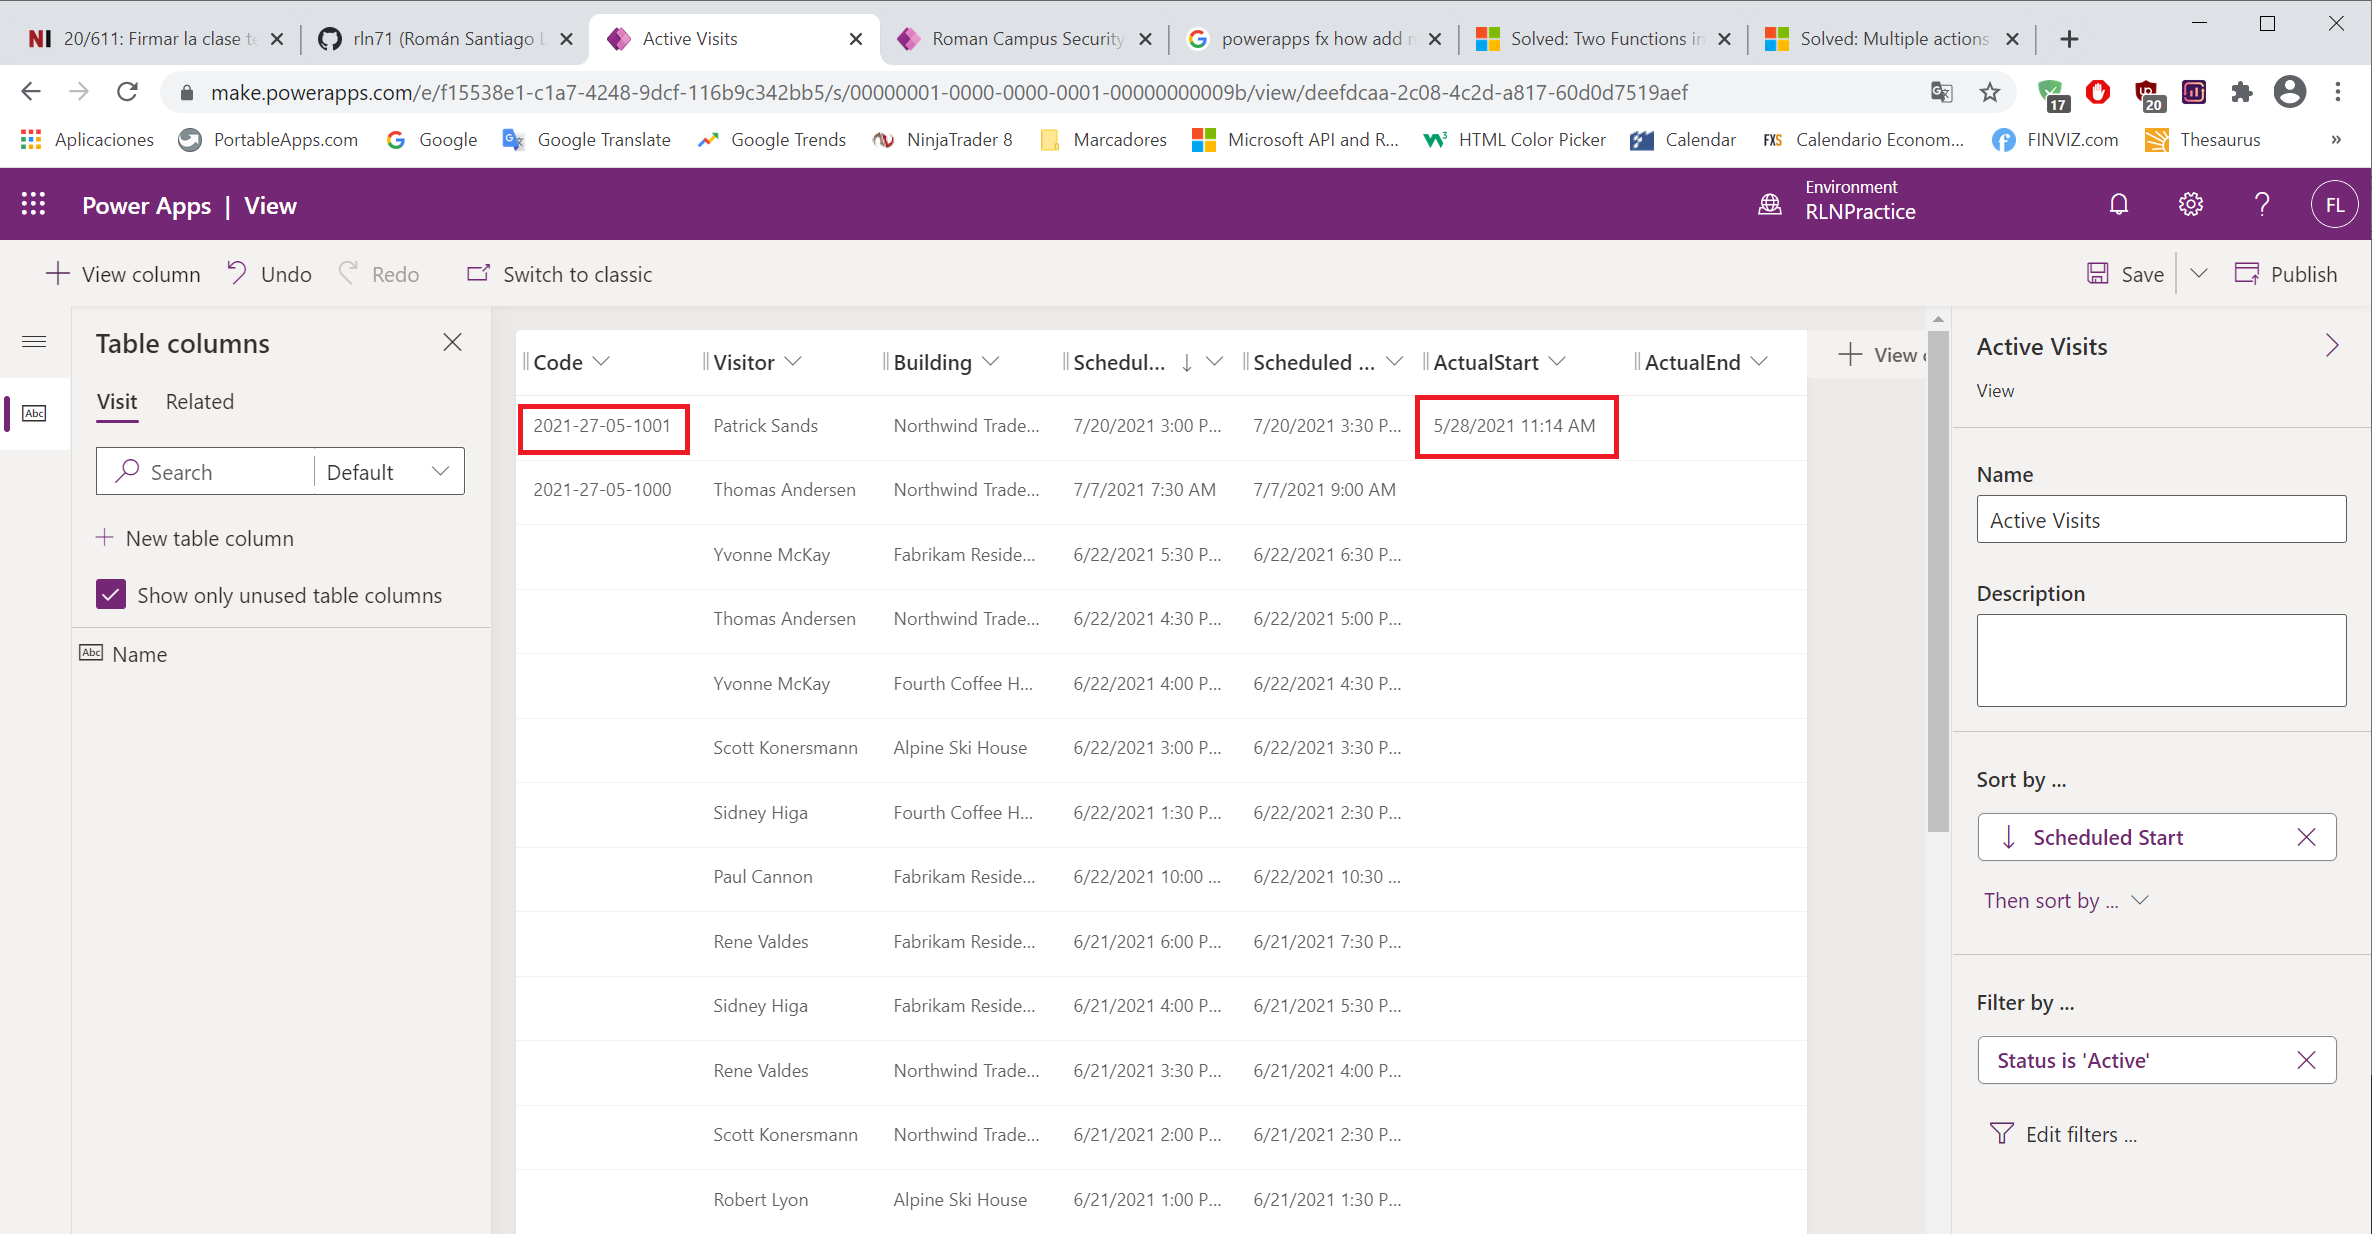 NI 20/611: Firmar la clase te
rln71 (Román Santiago L
Active Visits
Roman Campus Security
powerapps fx how add m
Solved: Two Functions in
Solved: Multiple actions
make.powerapps.com/e/f15538e1-c1a7-4248-9dcf-116b9c342bb5/s/00000001-0000-0000-0001-00000000009b/view/deefdcaa-2c08-4c2d-a817-60d0d7519aef
17
20
Aplicaciones
PortableApps.com
Google
Google Translate
Google Trends
NinjaTrader 8
Marcadores
Microsoft API and R...
HTML Color Picker
Calendar
FXS Calendario Econom...
FINVIZ.com
Thesaurus
»
Power Apps | View
Environment
RLNPractice
?
FL
View column
Undo
Redo
Switch to classic
Save
Publish
Table columns
Visit Related
Search
Default
New table column
Show only unused table columns
Abc
Abc Name
Code Visitor Building Schedul... Scheduled ... ActualStart ActualEnd
View c
2021-27-05-1001 Patrick Sands Northwind Trade... 7/20/2021 3:00 P... 7/20/2021 3:30 P... 5/28/2021 11:14 AM
2021-27-05-1000 Thomas Andersen Northwind Trade... 7/7/2021 7:30 AM 7/7/2021 9:00 AM
Yvonne McKay Fabrikam Reside... 6/22/2021 5:30 P... 6/22/2021 6:30 P...
Thomas Andersen Northwind Trade... 6/22/2021 4:30 P... 6/22/2021 5:00 P...
Yvonne McKay Fourth Coffee H... 6/22/2021 4:00 P... 6/22/2021 4:30 P...
Scott Konersmann Alpine Ski House 6/22/2021 3:00 P... 6/22/2021 3:30 P...
Sidney Higa Fourth Coffee H... 6/22/2021 1:30 P... 6/22/2021 2:30 P...
Paul Cannon Fabrikam Reside... 6/22/2021 10:00 ... 6/22/2021 10:30 ...
Rene Valdes Fabrikam Reside... 6/21/2021 6:00 P... 6/21/2021 7:30 P...
Sidney Higa Fabrikam Reside... 6/21/2021 4:00 P... 6/21/2021 5:30 P...
Rene Valdes Northwind Trade... 6/21/2021 3:30 P... 6/21/2021 4:00 P...
Scott Konersmann Northwind Trade... 6/21/2021 2:00 P... 6/21/2021 2:30 P...
Robert Lyon Alpine Ski House 6/21/2021 1:00 P... 6/21/2021 1:30 P...
Active Visits
View
Name
Active Visits
Description
Sort by ...
Scheduled Start
Then sort by ...
Filter by ...
Status is 'Active'
Edit filters ...